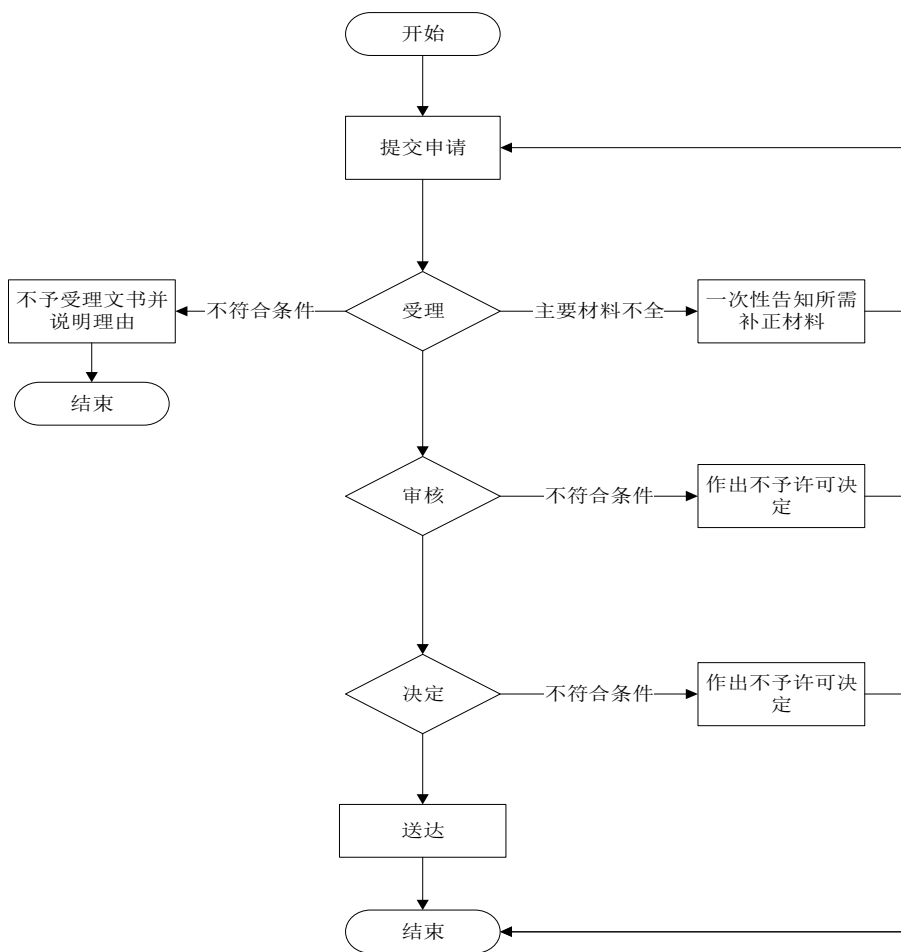 开始
提交申请
不予受理文书并
说明理由
不符合条件
受理
主要材料不全
一次性告知所需
补正材料
结束
审核
不符合条件
作出不予许可决
定
决定
不符合条件
作出不予许可决
定
送达
结束